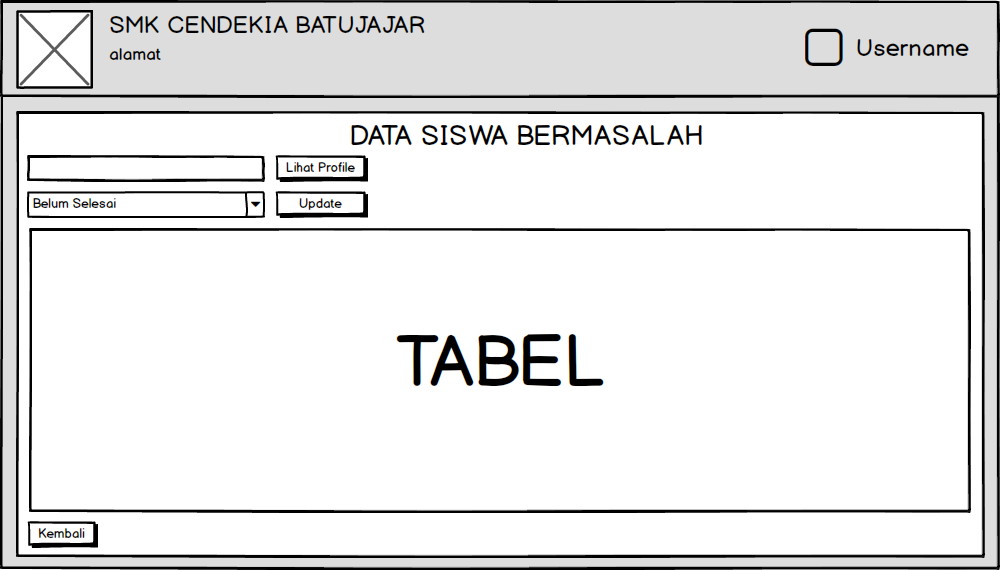 SMK CENDEKIA BATUJAJAR
alamat
Username
DATA SISWA BERMASALAH
Lihat Profile
Belum Selesai
Update
TABEL
Kembali